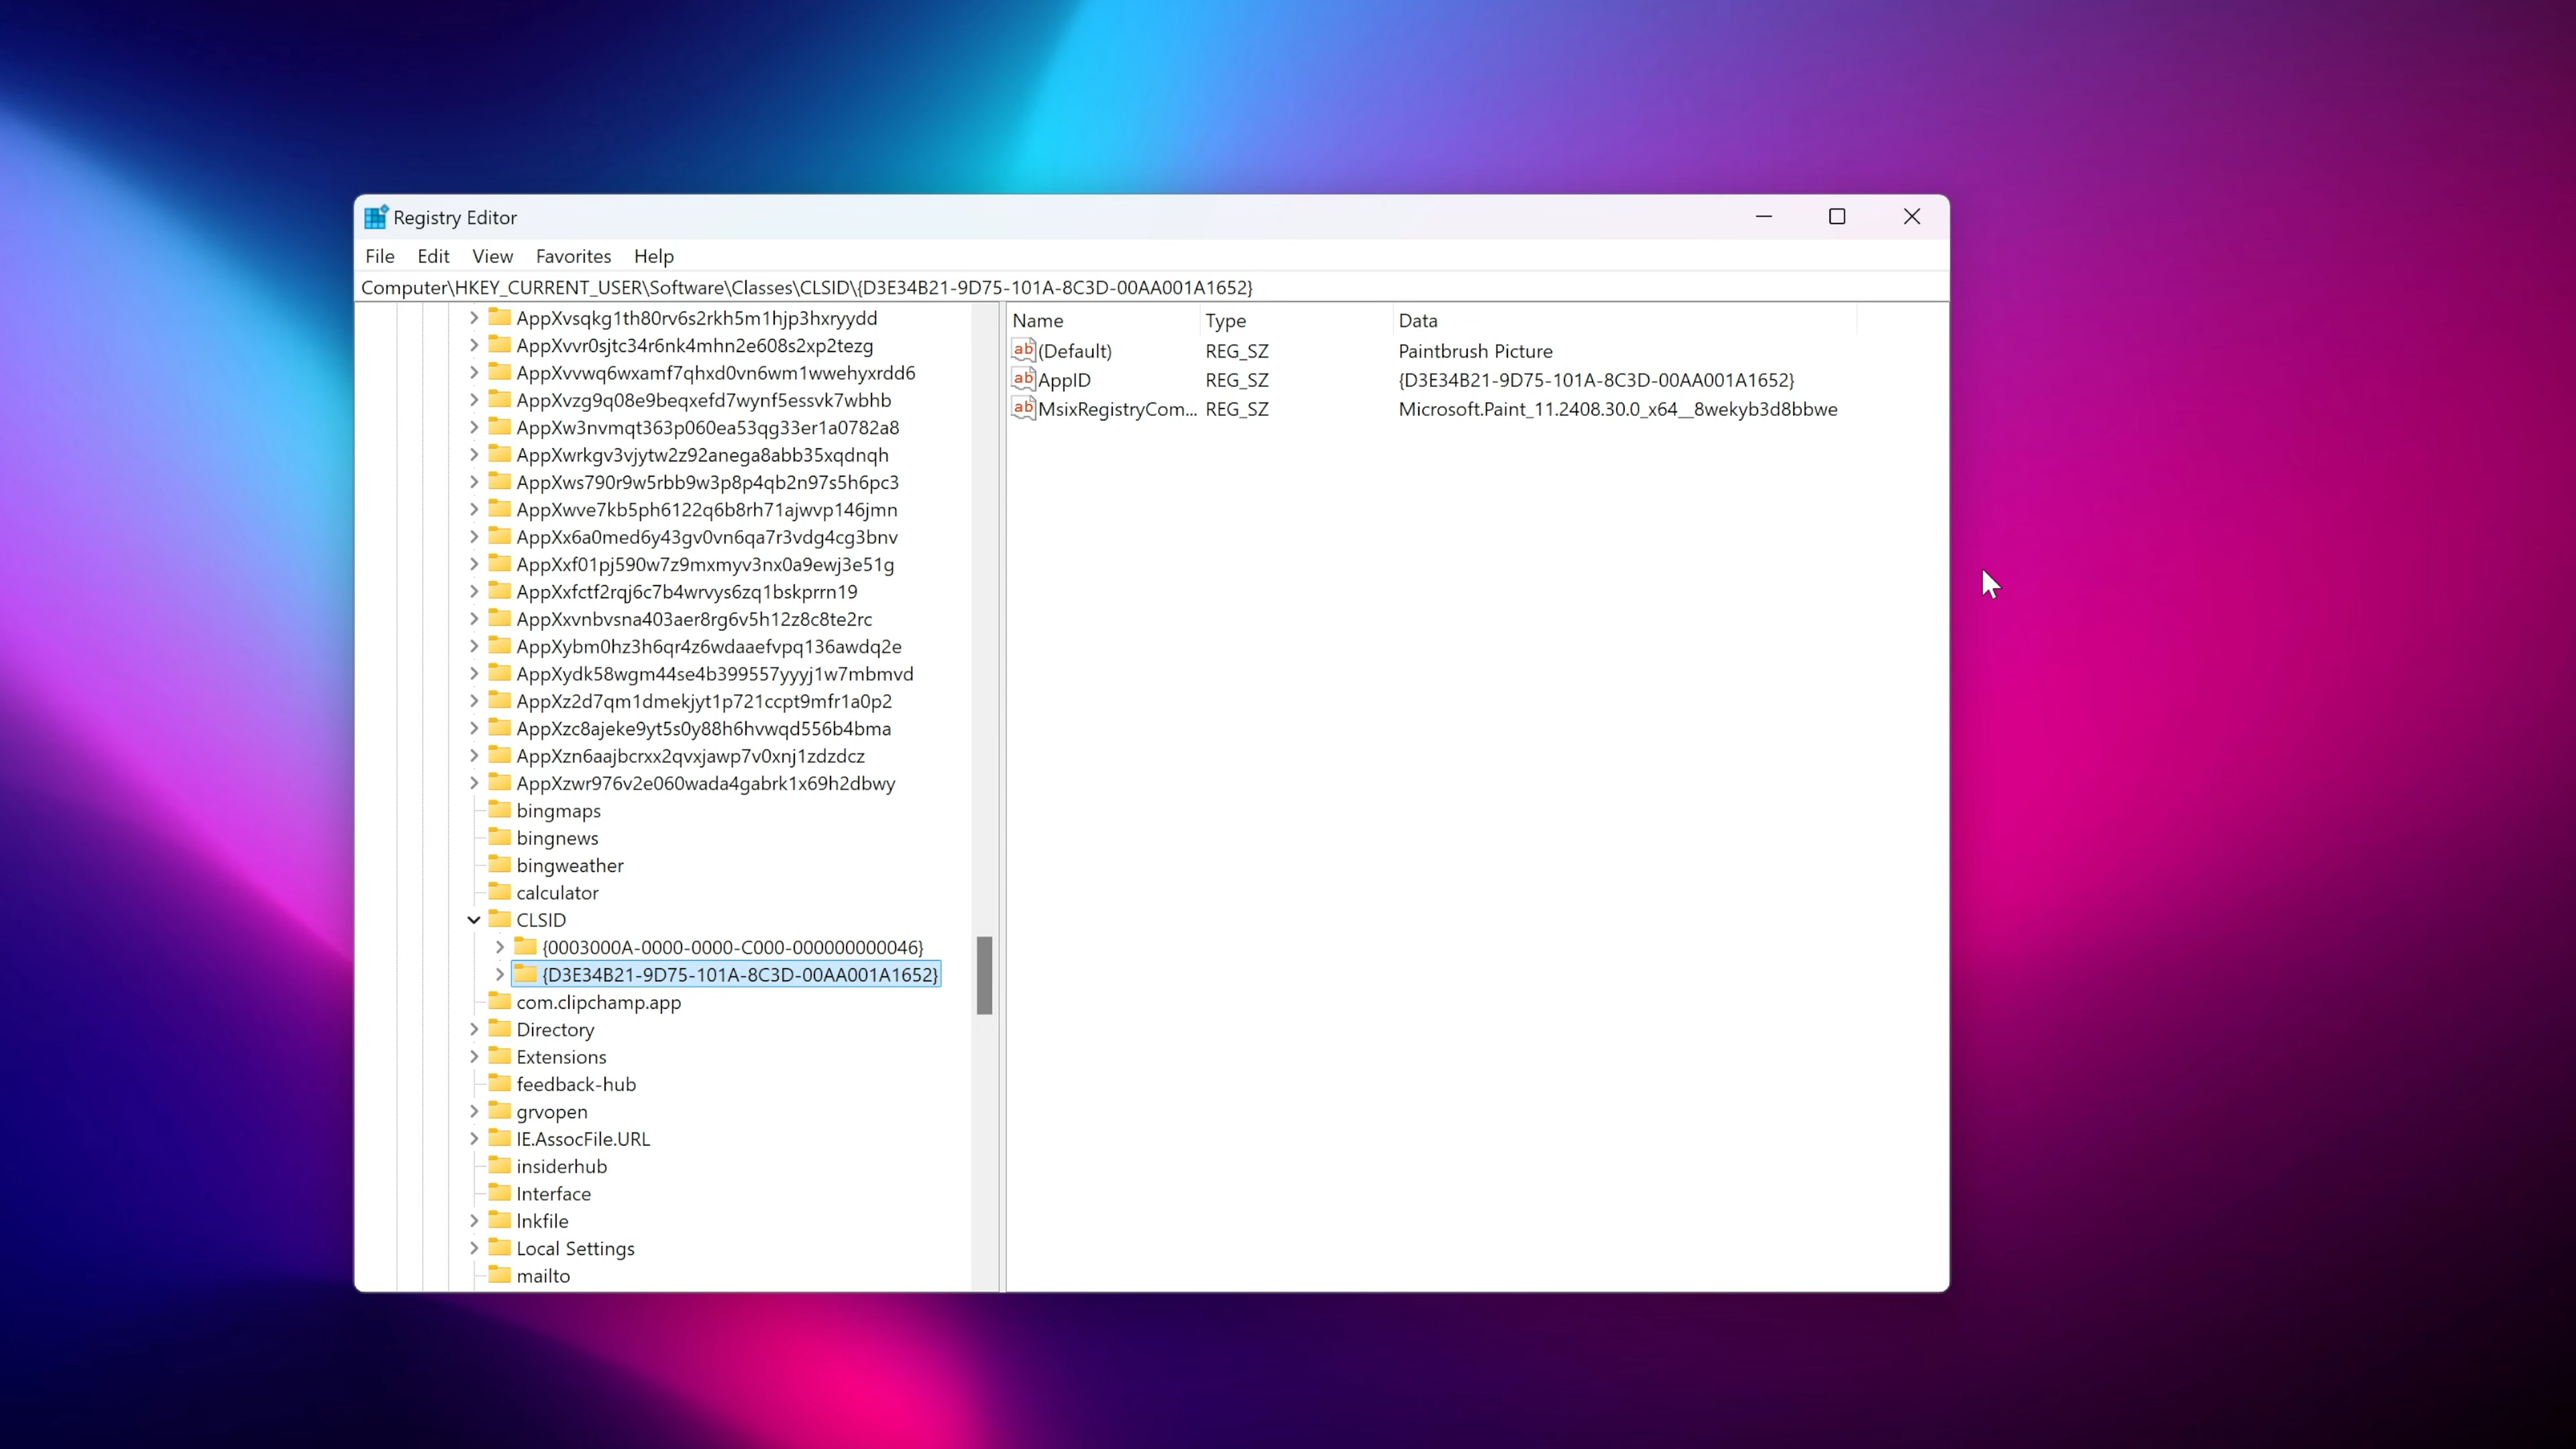 Registry Editor
File Edit View Favorites Help
Computer\HKEY_CURRENT_USER\Software\Classes\CLSID\{D3E34B21-9D75-101A-8C3D-00AA001A1652}
AppXvsqkg1th80rv6s2rkh5m1hjp3hxryydd
AppXvvr0sjtc34r6nk4mhn2e608s2xp2tezg
AppXvvwq6wxamf7qhxd0vn6wm1wwehyxrdd6
AppXvzg9q08e9beqxefd7wynf5essvk7wbhb
AppXw3nvmqt363p060ea53qg33er1a0782a8
AppXwrkgv3vjytw2z92anega8abb35xqdnqh
AppXws790r9w5rbb9w3p8p4qb2n97s5h6pc3
AppXwve7kb5ph6122q6b8rh71ajwvp146jmn
AppXx6a0med6y43gv0vn6qa7r3vdg4cg3bnv
AppXxf01pj590w7z9mxmyv3nx0a9ewj3e51g
AppXxfctf2rqj6c7b4wrvys6zq1bskprrn19
AppXxvnbvsna403aer8rg6v5h12z8c8te2rc
AppXybm0hz3h6qr4z6wdaaefvpq136awdq2e
AppXydk58wgm44se4b399557yyyj1w7mbmvd
AppXz2d7qm1dmekjyt1p721ccpt9mfr1a0p2
AppXzc8ajeke9yt5s0y88h6hvwqd556b4bma
AppXzn6aajbcrxx2qvxjawp7v0xnj1zdzdcz
AppXzwr976v2e060wada4gabrk1x69h2dbwy
bingmaps
bingnews
bingweather
calculator
CLSID
{0003000A-0000-0000-C000-000000000046}
{D3E34B21-9D75-101A-8C3D-00AA001A1652}
com.clipchamp.app
Directory
Extensions
feedback-hub
grvopen
IE.AssocFile.URL
insiderhub
Interface
lnkfile
Local Settings
mailto
Name Type Data
(Default) REG_SZ Paintbrush Picture
AppID REG_SZ {D3E34B21-9D75-101A-8C3D-00AA001A1652}
MsixRegistryCom... REG_SZ Microsoft.Paint_11.2408.30.0_x64__8wekyb3d8bbwe